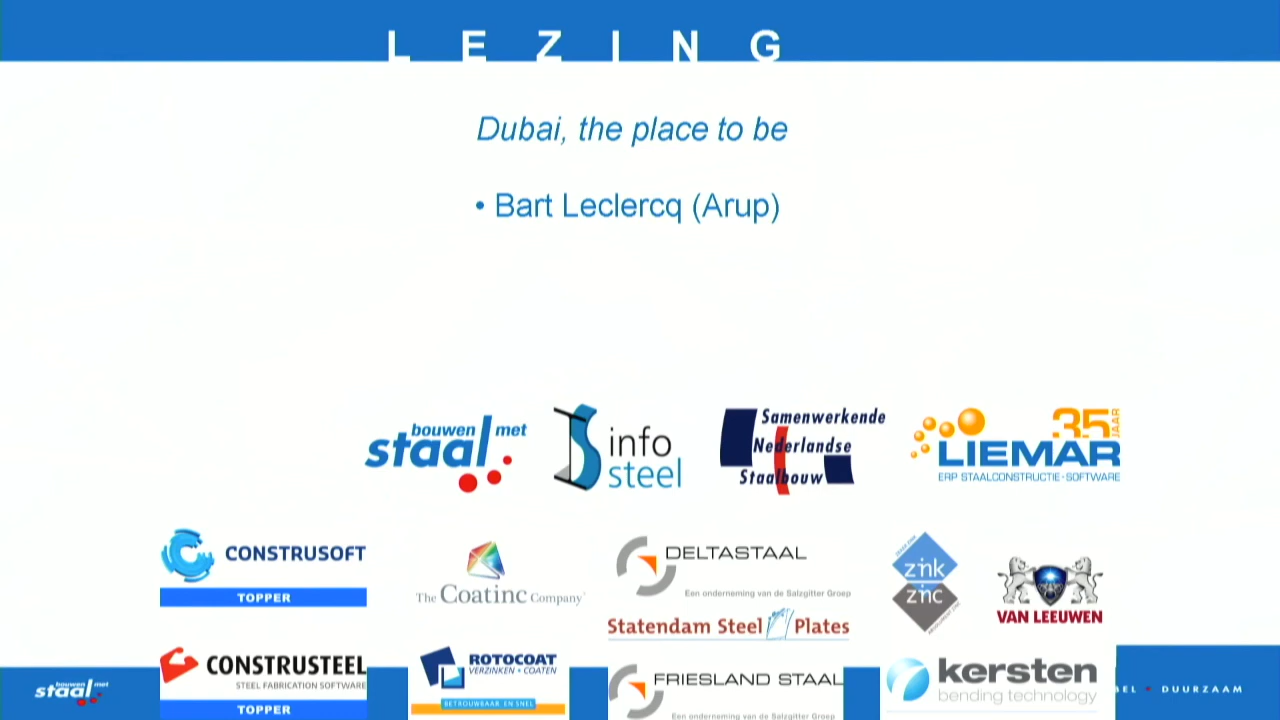 LEZING
Dubai, the place to be
• Bart Leclercq (Arup)
bouwen met
staal
info
steel
Samenwerkende
Nederlandse
Staalbouw
35 JAAR
LIEMAR
ERP STAALCONSTRUCTIE-SOFTWARE
CONSTRUSOFT
TOPPER
The Coatinc Company
DELTASTAAL
Een onderneming van de Salzgitter Groep
Statendam Steel Plates
zink
zinc
VAN LEEUWEN
CONSTRUSTEEL
STEEL FABRICATION SOFTWARE
TOPPER
ROTOCOAT
VERZINKEN • COATEN
BETROUWBAAR EN SNEL
FRIESLAND STAAL
Een onderneming van de Salzgitter Groep
kersten
bending technology
bouwen met
staal
BEL • DUURZAAM